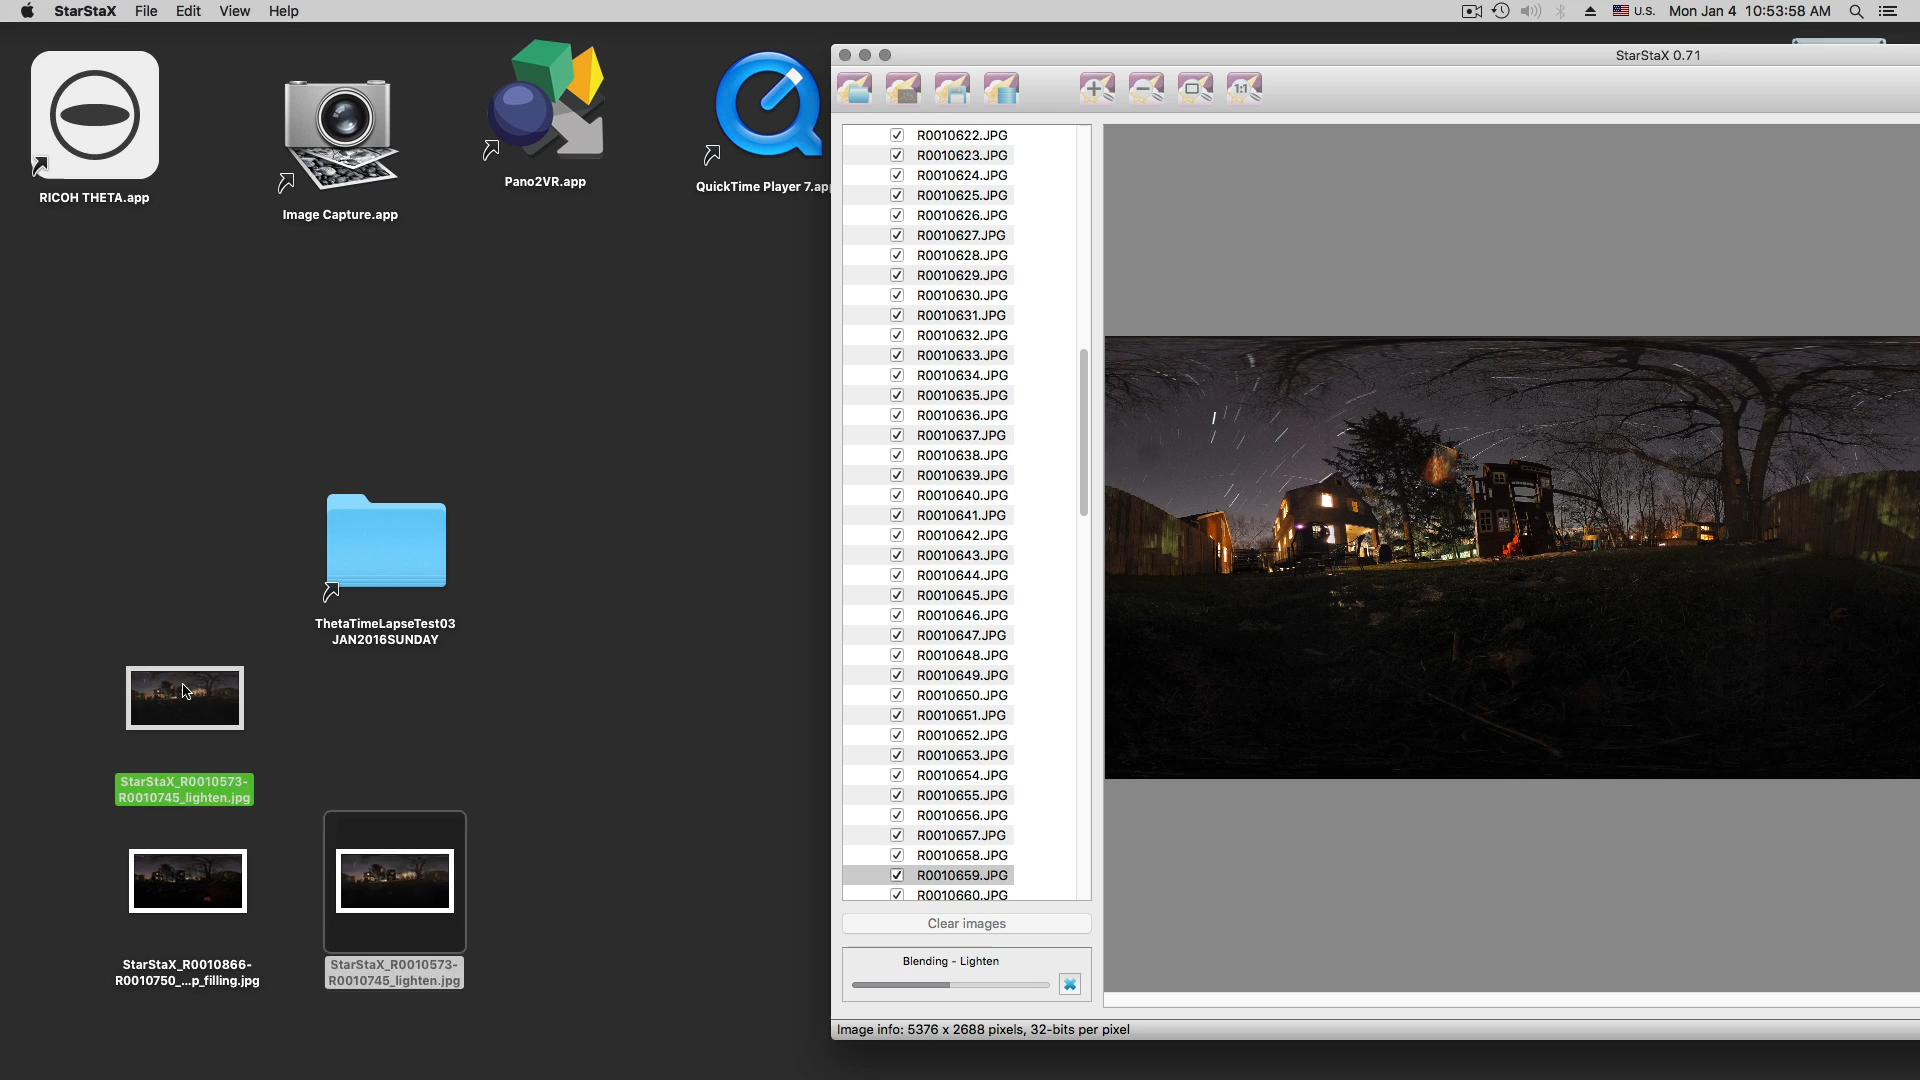 StarStaX File Edit View Help
U.S. Mon Jan 4 10:53:58 AM
RICOH THETA.app
Image Capture.app
Pano2VR.app
QuickTime Player 7.app
ThetaTimeLapseTest03
JAN2016SUNDAY
StarStaX_R0010573-
R0010745_lighten.jpg
StarStaX_R0010866-
R0010750_...p_filling.jpg
StarStaX_R0010573-
R0010745_lighten.jpg
StarStaX 0.71
1:1
R0010622.JPG
R0010623.JPG
R0010624.JPG
R0010625.JPG
R0010626.JPG
R0010627.JPG
R0010628.JPG
R0010629.JPG
R0010630.JPG
R0010631.JPG
R0010632.JPG
R0010633.JPG
R0010634.JPG
R0010635.JPG
R0010636.JPG
R0010637.JPG
R0010638.JPG
R0010639.JPG
R0010640.JPG
R0010641.JPG
R0010642.JPG
R0010643.JPG
R0010644.JPG
R0010645.JPG
R0010646.JPG
R0010647.JPG
R0010648.JPG
R0010649.JPG
R0010650.JPG
R0010651.JPG
R0010652.JPG
R0010653.JPG
R0010654.JPG
R0010655.JPG
R0010656.JPG
R0010657.JPG
R0010658.JPG
R0010659.JPG
R0010660.JPG
Clear images
Blending - Lighten
Image info: 5376 x 2688 pixels, 32-bits per pixel